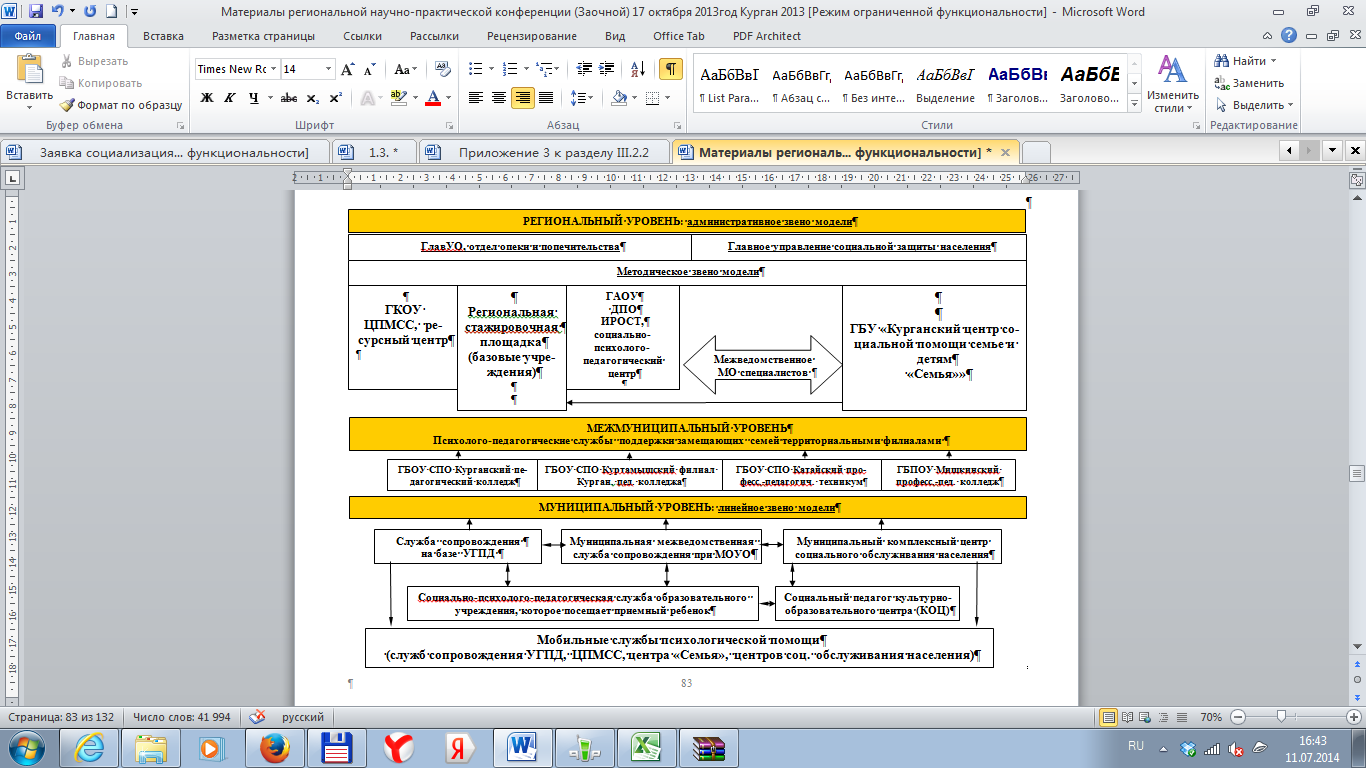 Материалы региональной научно-практической конференции (Заочной) 17 октября 2013год Курган 2013 [Режим ограниченной функциональности] - Microsoft Word
Файл Главная Вставка Разметка страницы Ссылки Рассылки Рецензирование Вид Office Tab PDF Architect
Вставить
Вырезать
Копировать
Формат по образцу
Буфер обмена
Times New Rc 14
Ж К Ч abc x₂ x²
Шрифт
Абзац
АаБбВвI АаБбВвГг АаБбВвГг АаБбВвI АаБбВв АаБбВ
¶ List Para... ¶ Абзац с... ¶ Без инте... Выделение ¶ Заголов... Заголово...
Стили
Изменить стили
Найти
Заменить
Выделить
Редактирование
Заявка социализация... функциональности] 1.3. * Приложение 3 к разделу III.2.2 Материалы региональ... функциональности] *
РЕГИОНАЛЬНЫЙ УРОВЕНЬ: административное звено модели¶
ГлавУО. отдел опеки и попечительства¶
Главное управление социальной защиты населения¶
Методическое звено модели¶
¶
ГКОУ
ЦПМСС, ре-
сурсный центр¶
¶
¶
Региональная
стажировочная ¶
площадка¶
(базовые учре-
ждения)¶
¶
¶
ГАОУ¶
ДПО
ИРОСТ,¶
социально-
психолого-
педагогический
центр¶
¶
Межведомственное
МО специалистов ¶
¶
¶
ГБУ «Курганский центр со-
циальной помощи семье и
детям¶
«Семья»»¶
МЕЖМУНИЦИПАЛЬНЫЙ УРОВЕНЬ¶
Психолого-педагогические службы поддержки замещающих семей территориальными филиалами ¶
ГБОУ СПО Курганский пе-
дагогический колледж¶
ГБОУ СПО Куртамышский филиал
Курган, пед. колледжа¶
ГБОУ СПО Катайский про-
фесс.-педагогич. техникум¶
ГБПОУ Мишкинский
професс.-пед. колледж¶
МУНИЦИПАЛЬНЫЙ УРОВЕНЬ: линейное звено модели¶
Служба сопровождения ¶
на базе УГПД ¶
Муниципальная межведомственная
служба сопровождения при МОУО¶
Муниципальный комплексный центр
социального обслуживания населения¶
Социально-психолого-педагогическая служба образовательного
учреждения, которое посещает приемный ребенок¶
Социальный педагог культурно-
образовательного центра (КОЦ)¶
Мобильные службы психологической помощи¶
(служб сопровождения УГПД, ЦПМСС, центра «Семья», центров соц. обслуживания населения)¶
¶ 83
Страница: 83 из 132 Число слов: 41 994 русский 70%
RU 16:43
11.07.2014